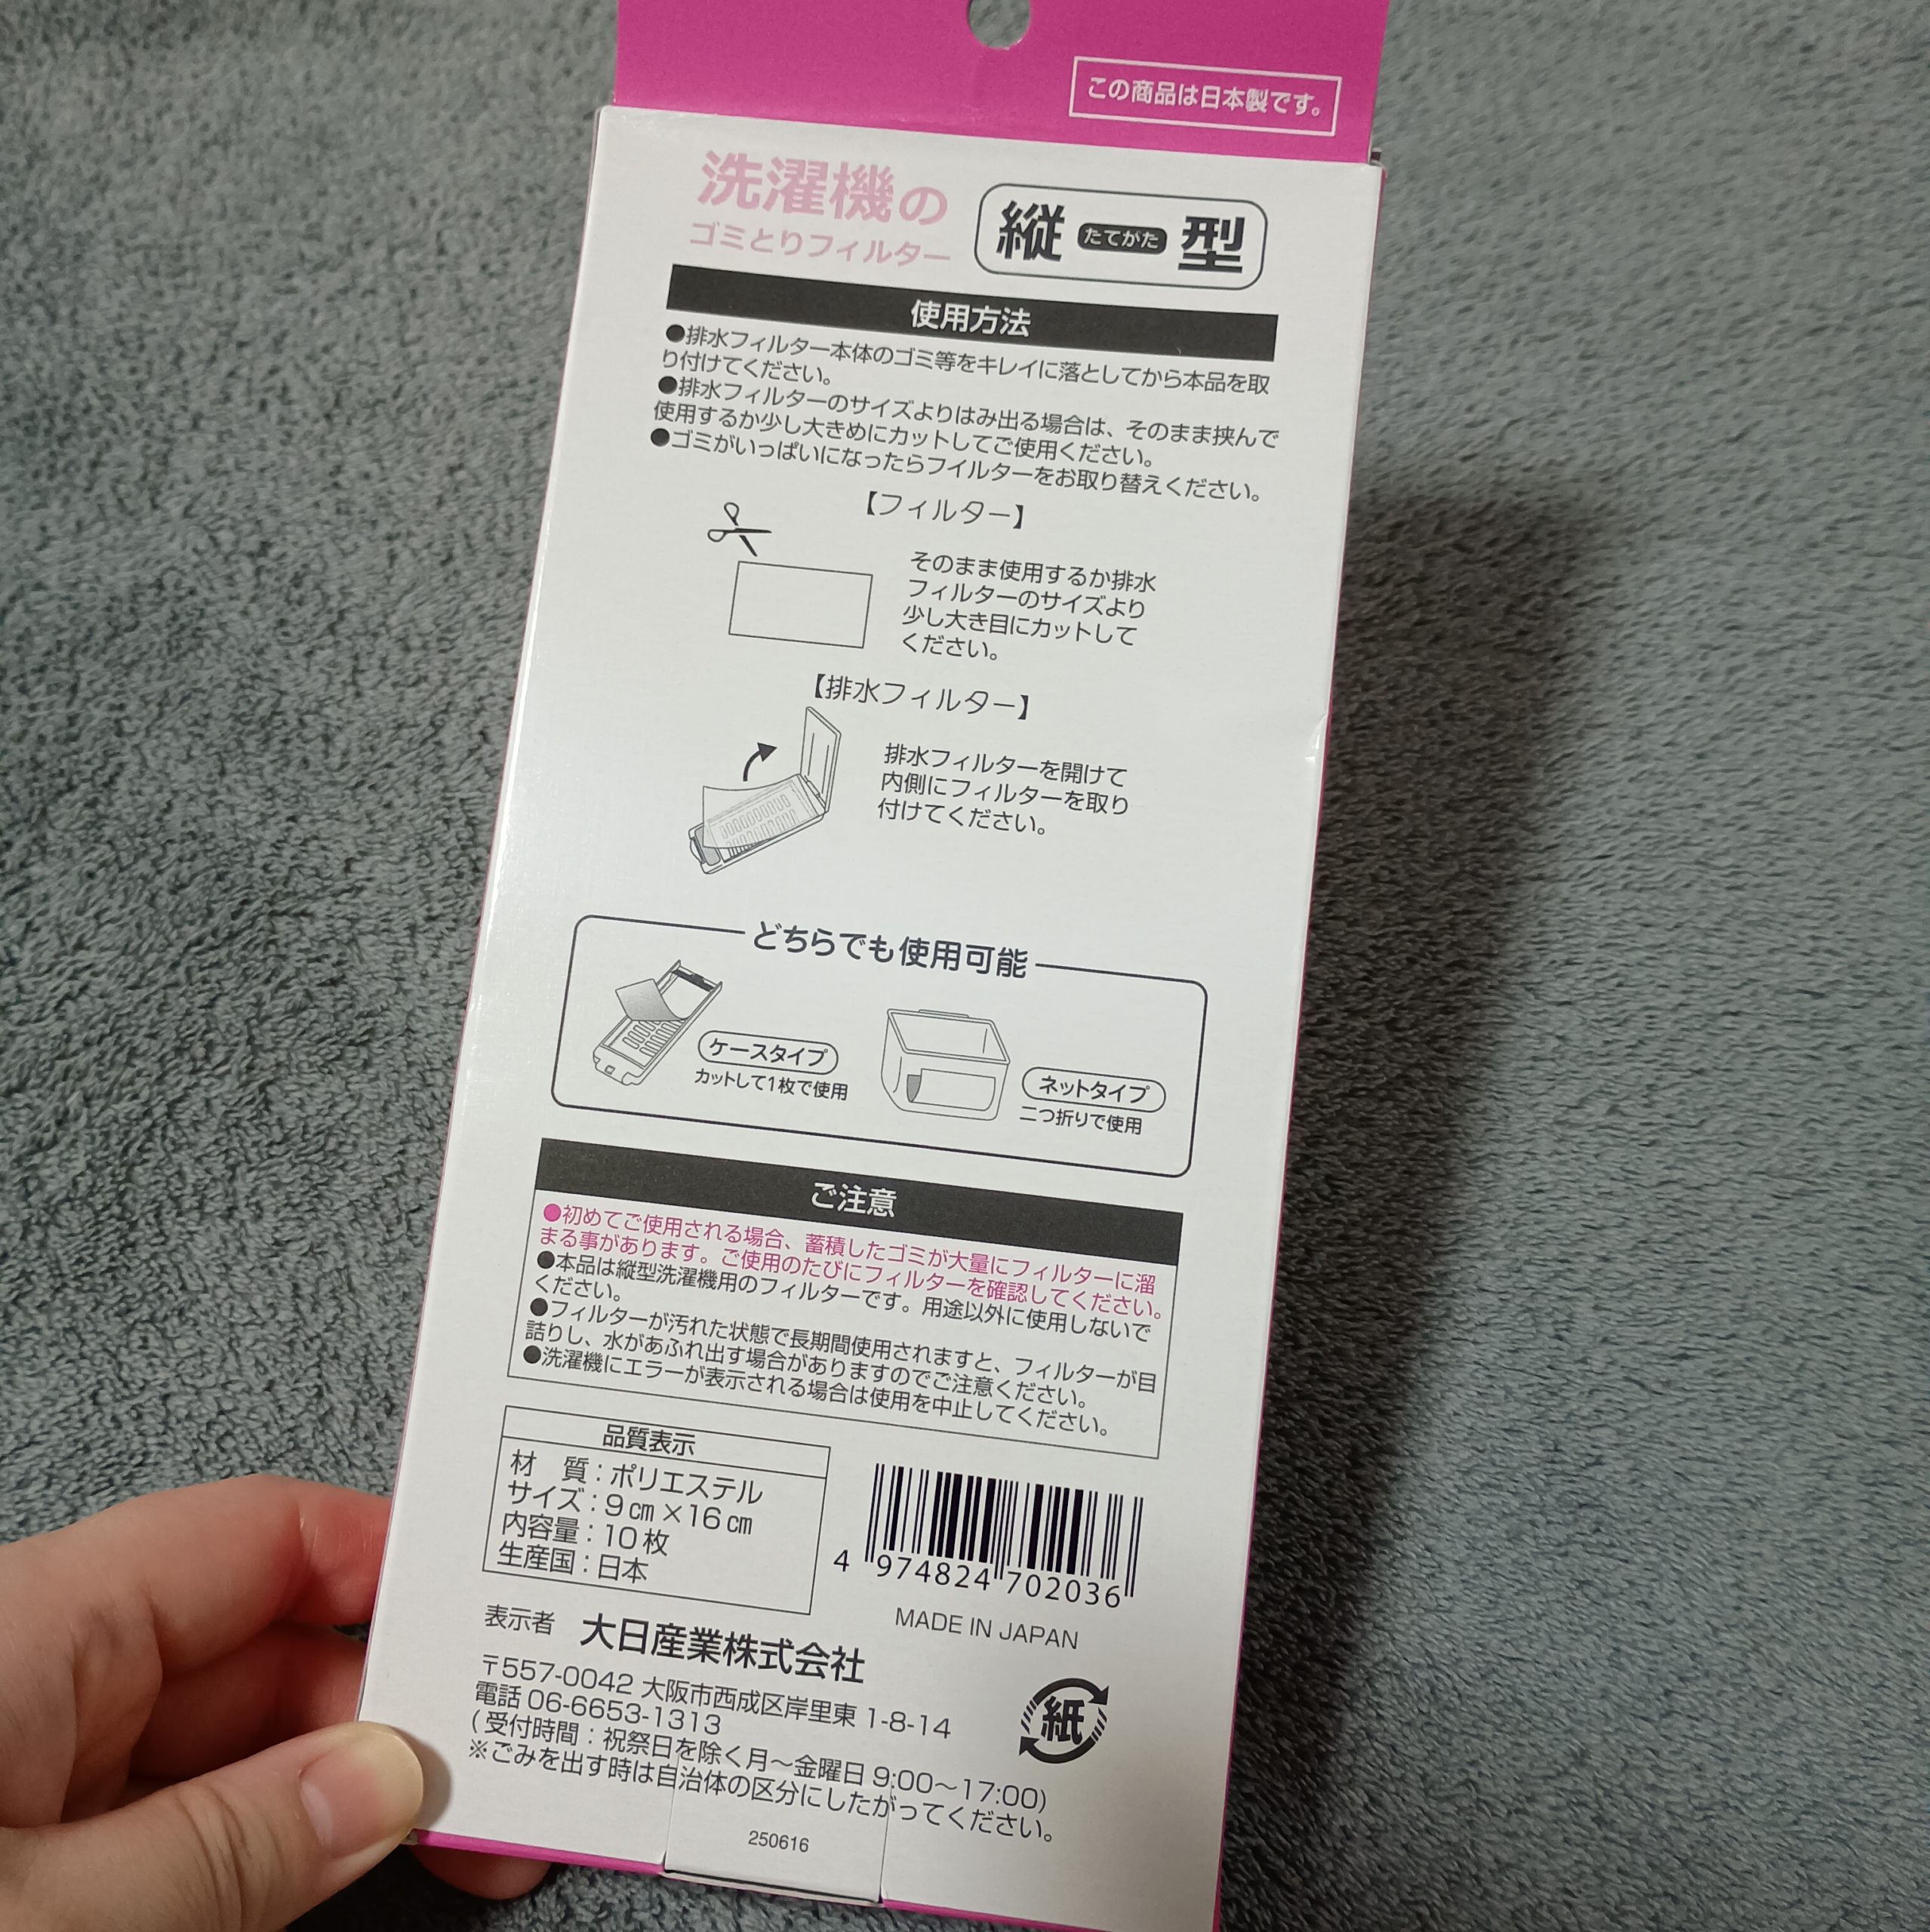 この商品は日本製です。
洗濯機の
ゴミとりフィルター
縦 たてがた 型
使用方法
●排水フィルター本体のゴミ等をキレイに落としてから本品を取
り付けてください。
●排水フィルターのサイズよりはみ出る場合は、そのまま挟んで
使用するか少し大きめにカットしてご使用ください。
●ゴミがいっぱいになったらフイルターをお取り替えください。
【フィルター】
そのまま使用するか排水
フィルターのサイズより
少し大き目にカットして
ください。
【排水フィルター】
排水フィルターを開けて
内側にフィルターを取り
付けてください。
どちらでも使用可能
ケースタイプ
カットして1枚で使用
ネットタイプ
二つ折りで使用
ご注意
●初めてご使用される場合、蓄積したゴミが大量にフィルターに溜
まる事があります。ご使用のたびにフィルターを確認してください。
●本品は縦型洗濯機用のフィルターです。用途以外に使用しないで
ください。
●フィルターが汚れた状態で長期間使用されますと、フィルターが目
詰りし、水があふれ出す場合がありますのでご注意ください。
●洗濯機にエラーが表示される場合は使用を中止してください。
品質表示
材 質：ポリエステル
サイズ：9㎝×16㎝
内容量：10枚
生産国：日本
4 974824 702036
MADE IN JAPAN
表示者 大日産業株式会社
〒557-0042 大阪市西成区岸里東 1-8-14
電話 06-6653-1313
(受付時間：祝祭日を除く月～金曜日 9:00～17:00)
※ごみを出す時は自治体の区分にしたがってください。
紙
250616